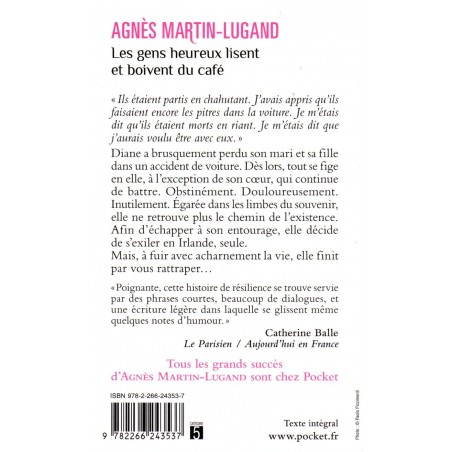 AGNÈS MARTIN-LUGAND
Les gens heureux lisent
et boivent du café
« Ils étaient partis en chahutant. J'avais appris qu'ils
faisaient encore les pitres dans la voiture. Je m'étais
dit qu'ils étaient morts en riant. Je m'étais dit que
j'aurais voulu être avec eux. »
Diane a brusquement perdu son mari et sa fille
dans un accident de voiture. Dès lors, tout se fige
en elle, à l'exception de son cœur, qui continue
de battre. Obstinément. Douloureusement.
Inutilement. Égarée dans les limbes du souvenir,
elle ne retrouve plus le chemin de l'existence.
Afin d'échapper à son entourage, elle décide
de s'exiler en Irlande, seule.
Mais, à fuir avec acharnement la vie, elle finit
par vous rattraper…
« Poignante, cette histoire de résilience se trouve servie
par des phrases courtes, beaucoup de dialogues, et
une écriture légère dans laquelle se glissent même
quelques notes d'humour. »
Catherine Balle
Le Parisien / Aujourd'hui en France
Tous les grands succès
d'AGNÈS MARTIN-LUGAND sont chez Pocket
ISBN 978-2-266-24353-7
9 782266 243537
CATÉGORIE
5
Texte intégral
www.pocket.fr